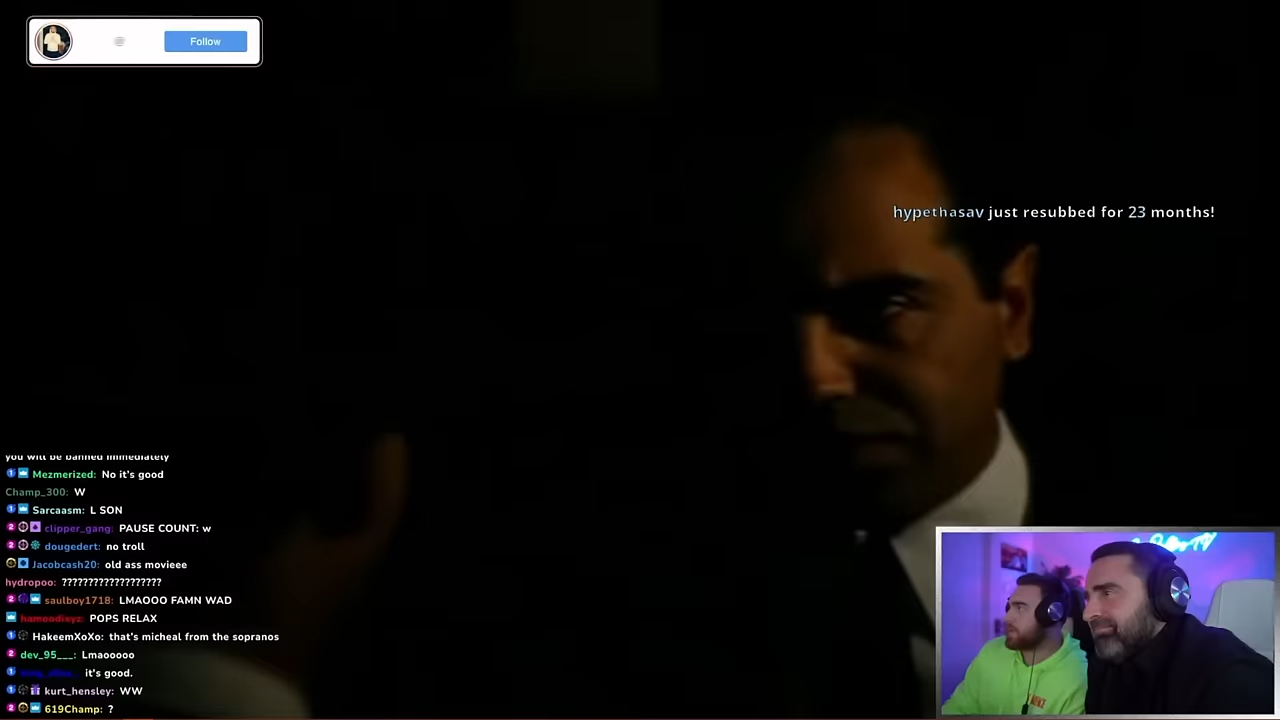 Follow
hypethasav just resubbed for 23 months!
you will be banned immediately
Mezmerized: No it's good
Champ_300: W
Sarcaasm: L SON
clipper_gang: PAUSE COUNT: w
dougedert: no troll
Jacobcash20: old ass movieee
hydropoo: ???????????????????
saulboy1718: LMAOOO FAMN WAD
hamoodixyz: POPS RELAX
HakeemXoXo: that's micheal from the sopranos
dev_95___: Lmaoooo
it's good.
kurt_hensley: WW
619Champ: ?